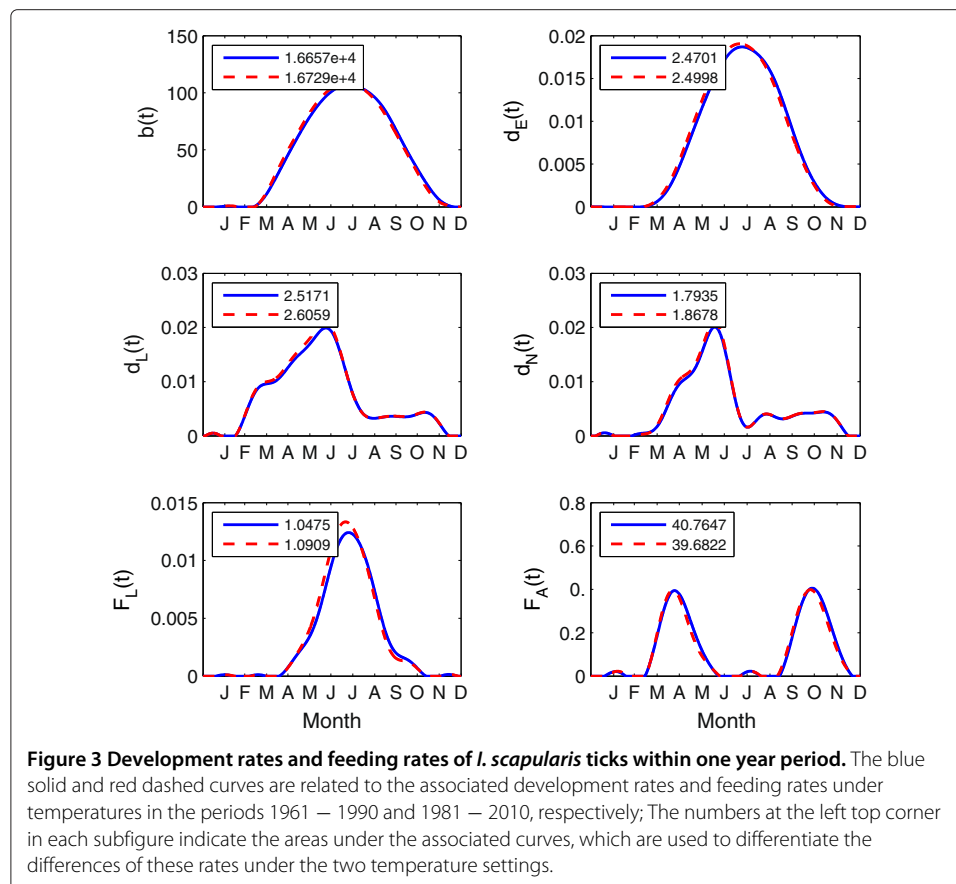 150
100
50
0
b(t)
1.6657e+4
1.6729e+4
J F M A M J J A S O N D
0.02
0.015
0.01
0.005
0
d_E(t)
2.4701
2.4998
J F M A M J J A S O N D
0.03
0.02
0.01
0
d_L(t)
2.5171
2.6059
J F M A M J J A S O N D
0.03
0.02
0.01
0
d_N(t)
1.7935
1.8678
J F M A M J J A S O N D
0.015
0.01
0.005
0
F_L(t)
1.0475
1.0909
J F M A M J J A S O N D
Month
0.8
0.6
0.
0.2
0
F_A(t)
40.7647
39.6822
J F M A M J J A S O N D
Month
Figure 3 Development rates and feeding rates of I. scapularis ticks within one year period. The blue
solid and red dashed curves are related to the associated development rates and feeding rates under
temperatures in the periods 1961 − 1990 and 1981 − 2010, respectively; The numbers at the left top corner
in each subfigure indicate the areas under the associated curves, which are used to differentiate the
differences of these rates under the two temperature settings.